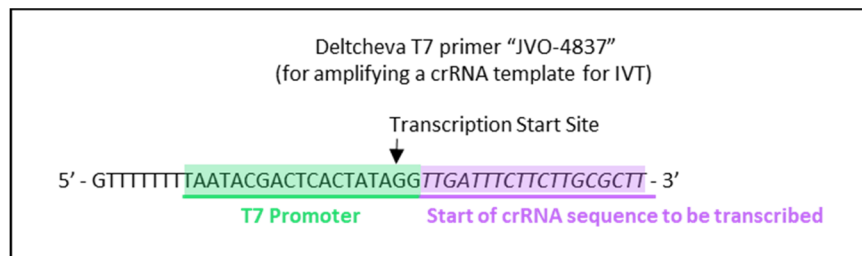 Deltcheva T7 primer “JVO-4837”
(for amplifying a crRNA template for IVT)
Transcription Start Site
5’ - GTTTTTTTTAATACGACTCACTATAGGTTGATTTCTTCTTGCGCTT - 3’
T7 Promoter Start of crRNA sequence to be transcribed